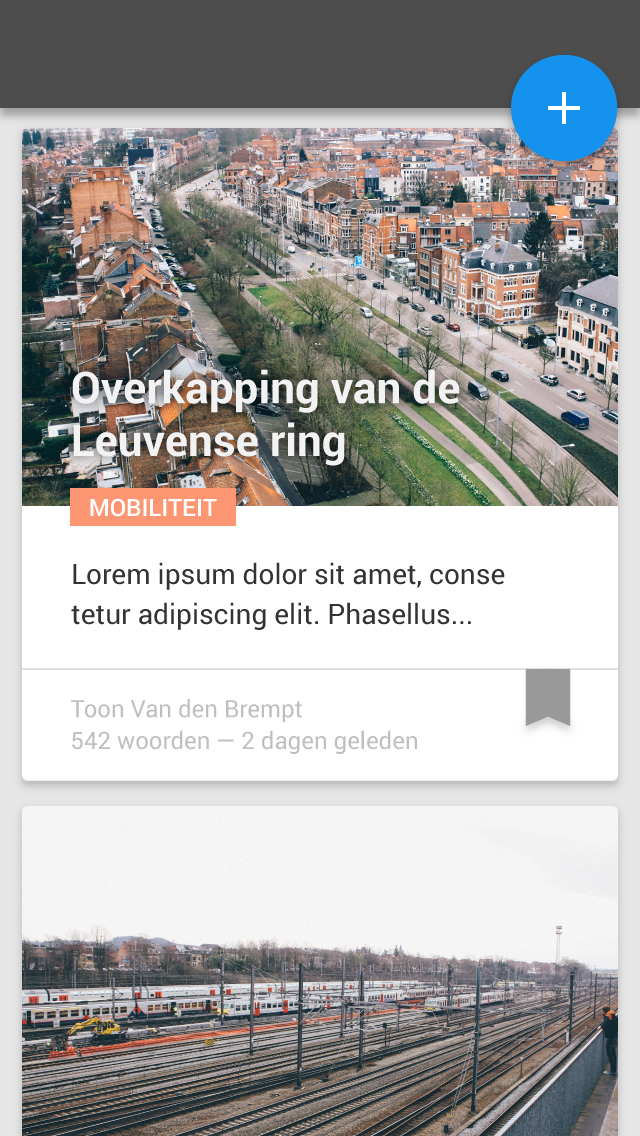 Overkapping van de
Leuvense ring
MOBILITEIT
Lorem ipsum dolor sit amet, conse
tetur adipiscing elit. Phasellus...
Toon Van den Brempt
542 woorden — 2 dagen geleden